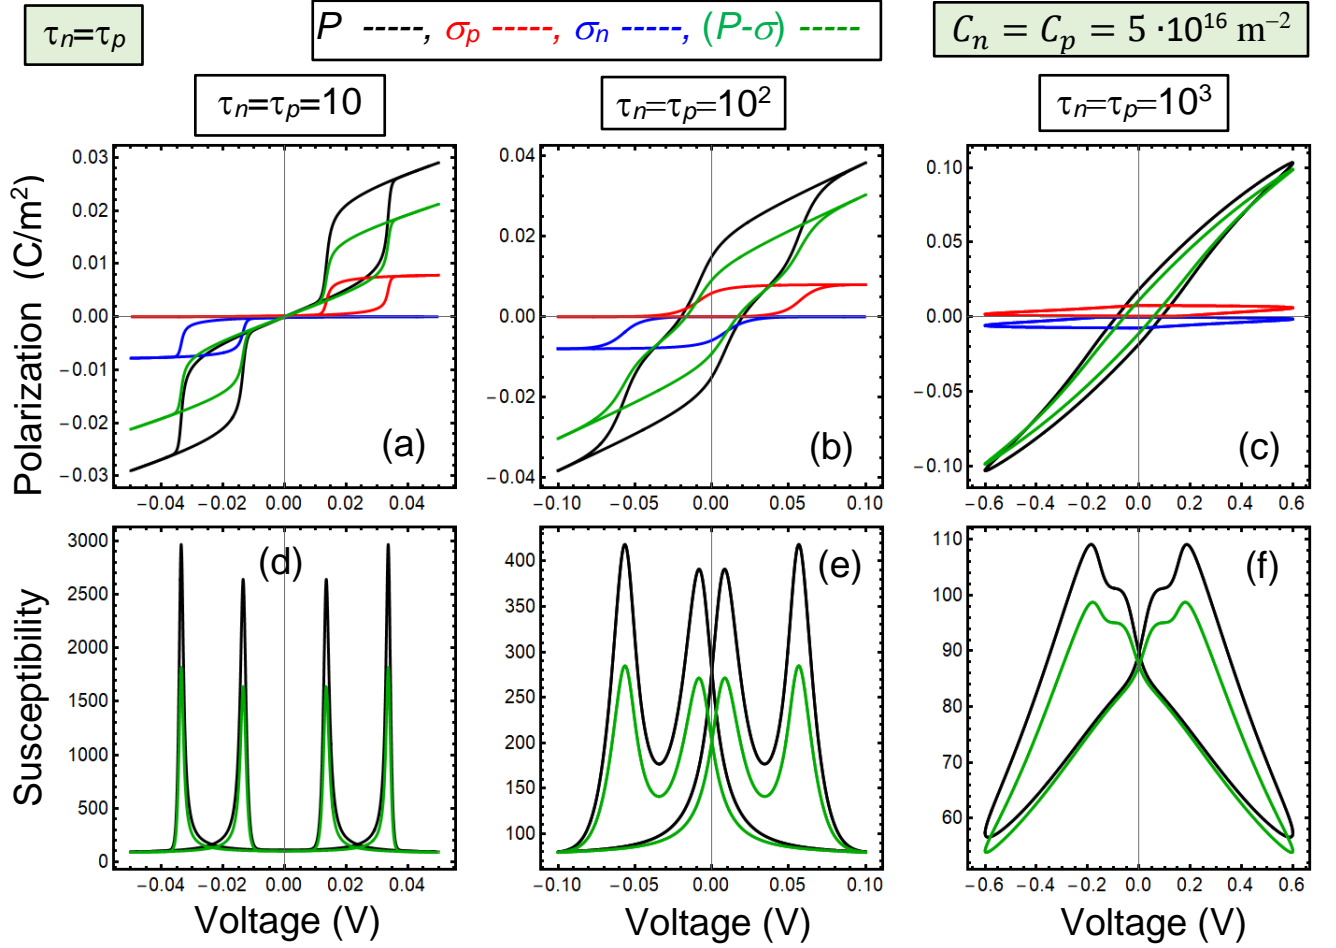 τn=τp
P -----, σp -----, σn -----, (P-σ) -----
Cn = Cp = 5 ·10^16 m^−2
τn=τp=10
τn=τp=10^2
τn=τp=10^3
Polarization (C/m^2)
0.03
0.02
0.01
0.00
−0.01
−0.02
−0.03
−0.04 −0.02 0.00 0.02 0.04
(a)
0.04
0.02
0.00
−0.02
−0.04
−0.10 −0.05 0.00 0.05 0.10
(b)
0.10
0.05
0.00
−0.05
−0.10
−0.6 −0.4 −0.2 0.0 0.2 0.4 0.6
(c)
Susceptibility
3000
2500
2000
1500
1000
500
0
(d)
−0.04 −0.02 0.00 0.02 0.04
Voltage (V)
400
350
300
250
200
150
100
(e)
−0.10 −0.05 0.00 0.05 0.10
Voltage (V)
110
100
90
80
70
60
(f)
−0.6 −0.4 −0.2 0.0 0.2 0.4 0.6
Voltage (V)